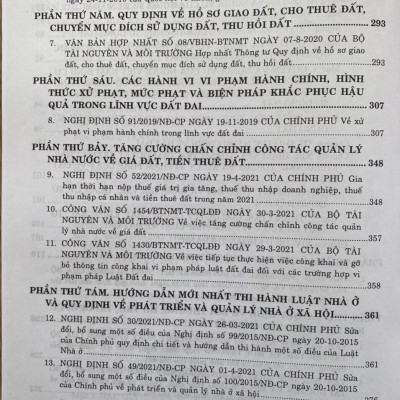 PHẦN THỨ NĂM. QUY ĐỊNH VỀ HỒ SƠ GIAO ĐẤT, CHO THUÊ ĐẤT,
CHUYỂN MỤC ĐÍCH SỬ DỤNG ĐẤT, THU HỒI ĐẤT 293
7. VĂN BẢN HỢP NHẤT SỐ 08/VBHN-BTNMT NGÀY 07-8-2020 CỦA BỘ
TÀI NGUYÊN VÀ MÔI TRƯỜNG Hợp nhất Thông tư Quy định về hồ sơ giao
đất, cho thuê đất, chuyển mục đích sử dụng đất, thu hồi đất 293
PHẦN THỨ SÁU. CÁC HÀNH VI VI PHẠM HÀNH CHÍNH, HÌNH
THỨC XỬ PHẠT, MỨC PHẠT VÀ BIỆN PHÁP KHẮC PHỤC HẬU
QUẢ TRONG LĨNH VỰC ĐẤT ĐAI 307
8. NGHỊ ĐỊNH SỐ 91/2019/NĐ-CP NGÀY 19-11-2019 CỦA CHÍNH PHỦ Về xử
phạt vi phạm hành chính trong lĩnh vực đất đai 307
PHẦN THỨ BẢY. TĂNG CƯỜNG CHẤN CHỈNH CÔNG TÁC QUẢN LÝ
NHÀ NƯỚC VỀ GIÁ ĐẤT, TIỀN THUÊ ĐẤT 348
9. NGHỊ ĐỊNH SỐ 52/2021/NĐ-CP NGÀY 19-4-2021 CỦA CHÍNH PHỦ Gia
hạn thời hạn nộp thuế giá trị gia tăng, thuế thu nhập doanh nghiệp, thuế
thu nhập cá nhân và tiền thuê đất trong năm 2021 348
10. CÔNG VĂN SỐ 1454/BTNMT-TCQLĐĐ NGÀY 30-3-2021 CỦA BỘ TÀI
NGUYÊN VÀ MÔI TRƯỜNG Về việc tăng cường chấn chỉnh công tác quản
lý nhà nước về giá đất 357
11. CÔNG VĂN SỐ 1430/BTNMT-TCQLĐĐ NGÀY 29-3-2021 CỦA BỘ TÀI
NGUYÊN VÀ MÔI TRƯỜNG Về việc tiếp tục thực hiện việc công khai và gỡ
bỏ thông tin công khai vi phạm pháp luật đất đai đối với các trường hợp vi
phạm pháp Luật Đất đai 358
PHẦN THỨ TÁM. HƯỚNG DẪN MỚI NHẤT THI HÀNH LUẬT NHÀ Ở
VÀ QUY ĐỊNH VỀ PHÁT TRIỂN VÀ QUẢN LÝ NHÀ Ở XÃ HỘI 361
12. NGHỊ ĐỊNH SỐ 30/2021/NĐ-CP NGÀY 26-03-2021 CỦA CHÍNH PHỦ Sửa
đổi, bổ sung một số điều của Nghị định số 99/2015/NĐ-CP ngày 20-10-2015
của Chính phủ quy định chi tiết và hướng dẫn thi hành một số điều của Luật
Nhà ở 361
13. NGHỊ ĐỊNH SỐ 49/2021/NĐ-CP NGÀY 01-4-2021 CỦA CHÍNH PHỦ Sửa
đổi, bổ sung một số điều của Nghị định số 100/2015/NĐ-CP ngày 20-10-2015
của Chính phủ về phát triển và quản lý nhà ở xã hội